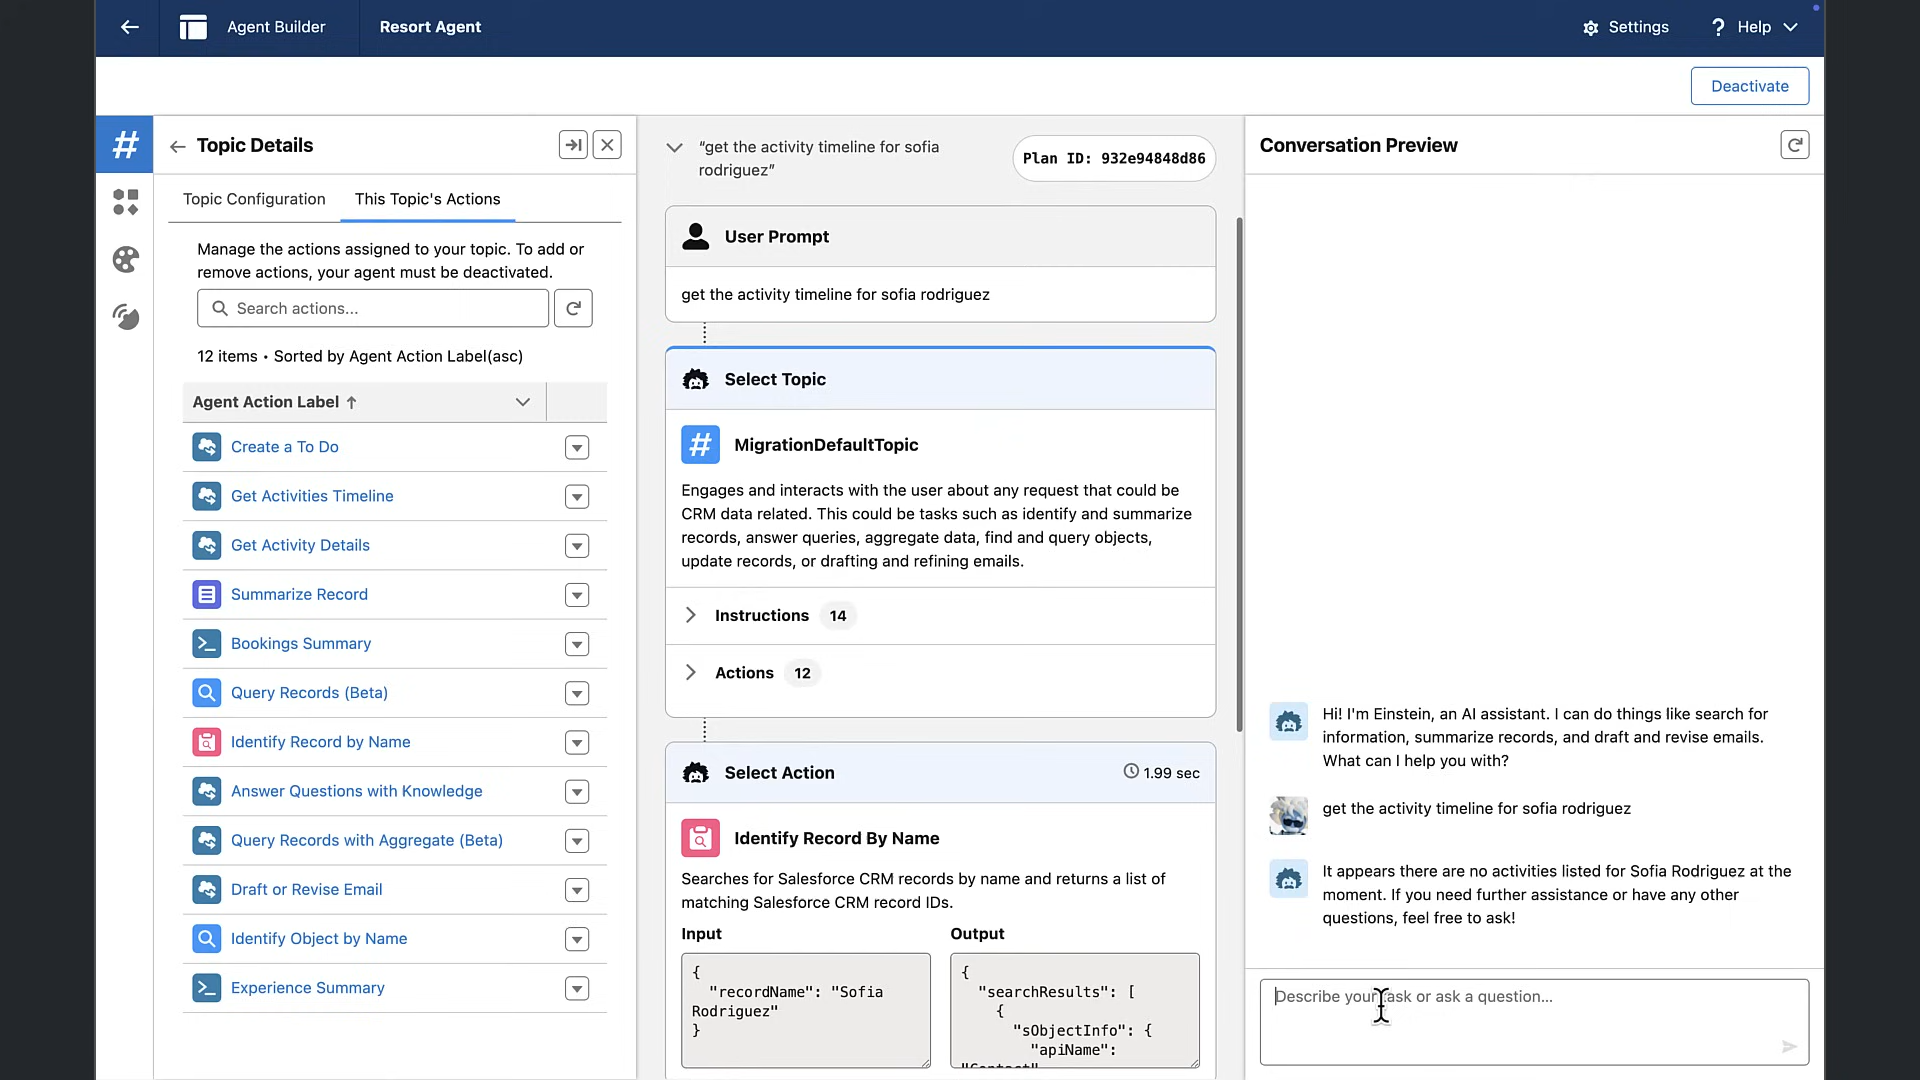 Agent Builder
Resort Agent
Settings
? Help
Deactivate
# Topic Details
Topic Configuration
This Topic's Actions
Manage the actions assigned to your topic. To add or
remove actions, your agent must be deactivated.
Search actions...
12 items • Sorted by Agent Action Label(asc)
Agent Action Label ↑
Create a To Do
Get Activities Timeline
Get Activity Details
Summarize Record
Bookings Summary
Query Records (Beta)
Identify Record by Name
Answer Questions with Knowledge
Query Records with Aggregate (Beta)
Draft or Revise Email
Identify Object by Name
Experience Summary
“get the activity timeline for sofia
rodriguez”
Plan ID: 932e94848d86
User Prompt
get the activity timeline for sofia rodriguez
Select Topic
# MigrationDefaultTopic
Engages and interacts with the user about any request that could be
CRM data related. This could be tasks such as identify and summarize
records, answer queries, aggregate data, find and query objects,
update records, or drafting and refining emails.
Instructions 14
Actions 12
Select Action
1.99 sec
Identify Record By Name
Searches for Salesforce CRM records by name and returns a list of
matching Salesforce CRM record IDs.
Input
{
"recordName": "Sofia
Rodriguez"
}
Output
{
"searchResults": [
{
"sObjectInfo": {
"apiName":
"Contact"
Conversation Preview
Hi! I'm Einstein, an AI assistant. I can do things like search for
information, summarize records, and draft and revise emails.
What can I help you with?
get the activity timeline for sofia rodriguez
It appears there are no activities listed for Sofia Rodriguez at the
moment. If you need further assistance or have any other
questions, feel free to ask!
Describe your task or ask a question...